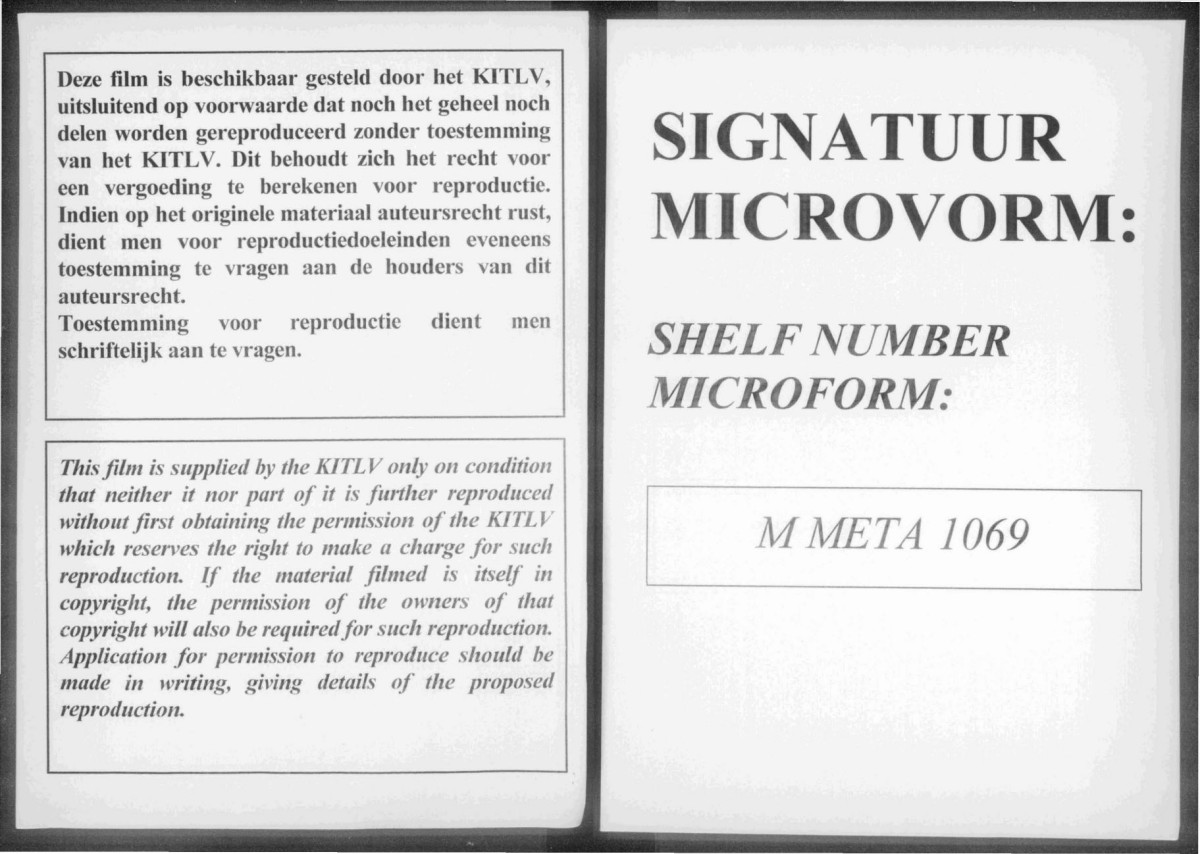 Deze film is beschikbaar gesteld door het KITLV,
uitsluitend op voorwaarde dat noch het geheel noch
delen worden gereproduceerd zonder toestemming
van het KITLV. Dit behoudt zich het recht voor
een vergoeding te berekenen voor reproductie.
Indien op het originele materiaal auteursrecht rust,
dient men voor reproductiedoeleinden eveneens
toestemming te vragen aan de houders van dit
auteursrecht.
Toestemming voor reproductie dient men
schriftelijk aan te vragen.
This film is supplied by the KITLV only on condition
that neither it nor part of it is further reproduced
without first obtaining the permission of the KITLV
which reserves the right to make a charge for such
reproduction. If the material filmed is itself in
copyright, the permission of the owners of that
copyright will also be required for such reproduction.
Application for permission to reproduce should be
made in writing, giving details of the proposed
reproduction.
SIGNATUUR
MICROVORM:
SHELF NUMBER
MICROFORM:
M META 1069